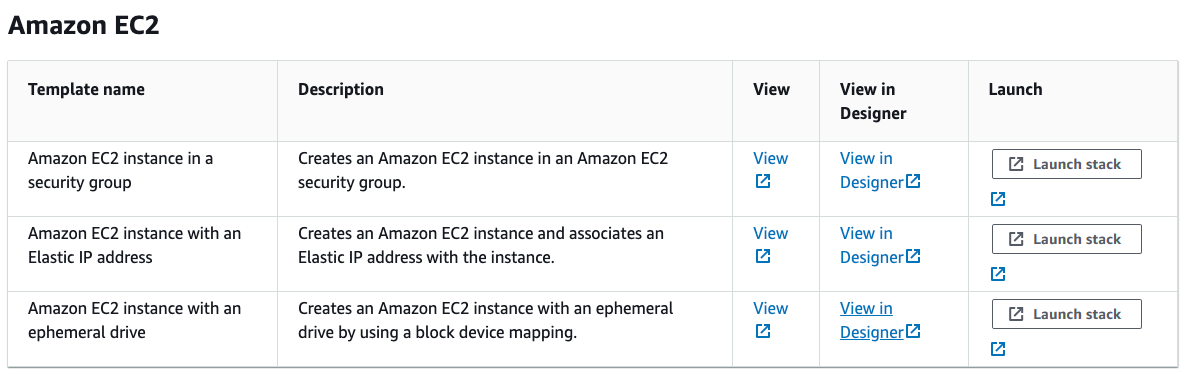 Amazon EC2
Template name
Description
View
View in
Designer
Launch
Amazon EC2 instance in a
security group
Creates an Amazon EC2 instance in an Amazon EC2
security group.
View
View in
Designer
Launch stack
Amazon EC2 instance with an
Elastic IP address
Creates an Amazon EC2 instance and associates an
Elastic IP address with the instance.
View
View in
Designer
Launch stack
Amazon EC2 instance with an
ephemeral drive
Creates an Amazon EC2 instance with an ephemeral
drive by using a block device mapping.
View
View in
Designer
Launch stack